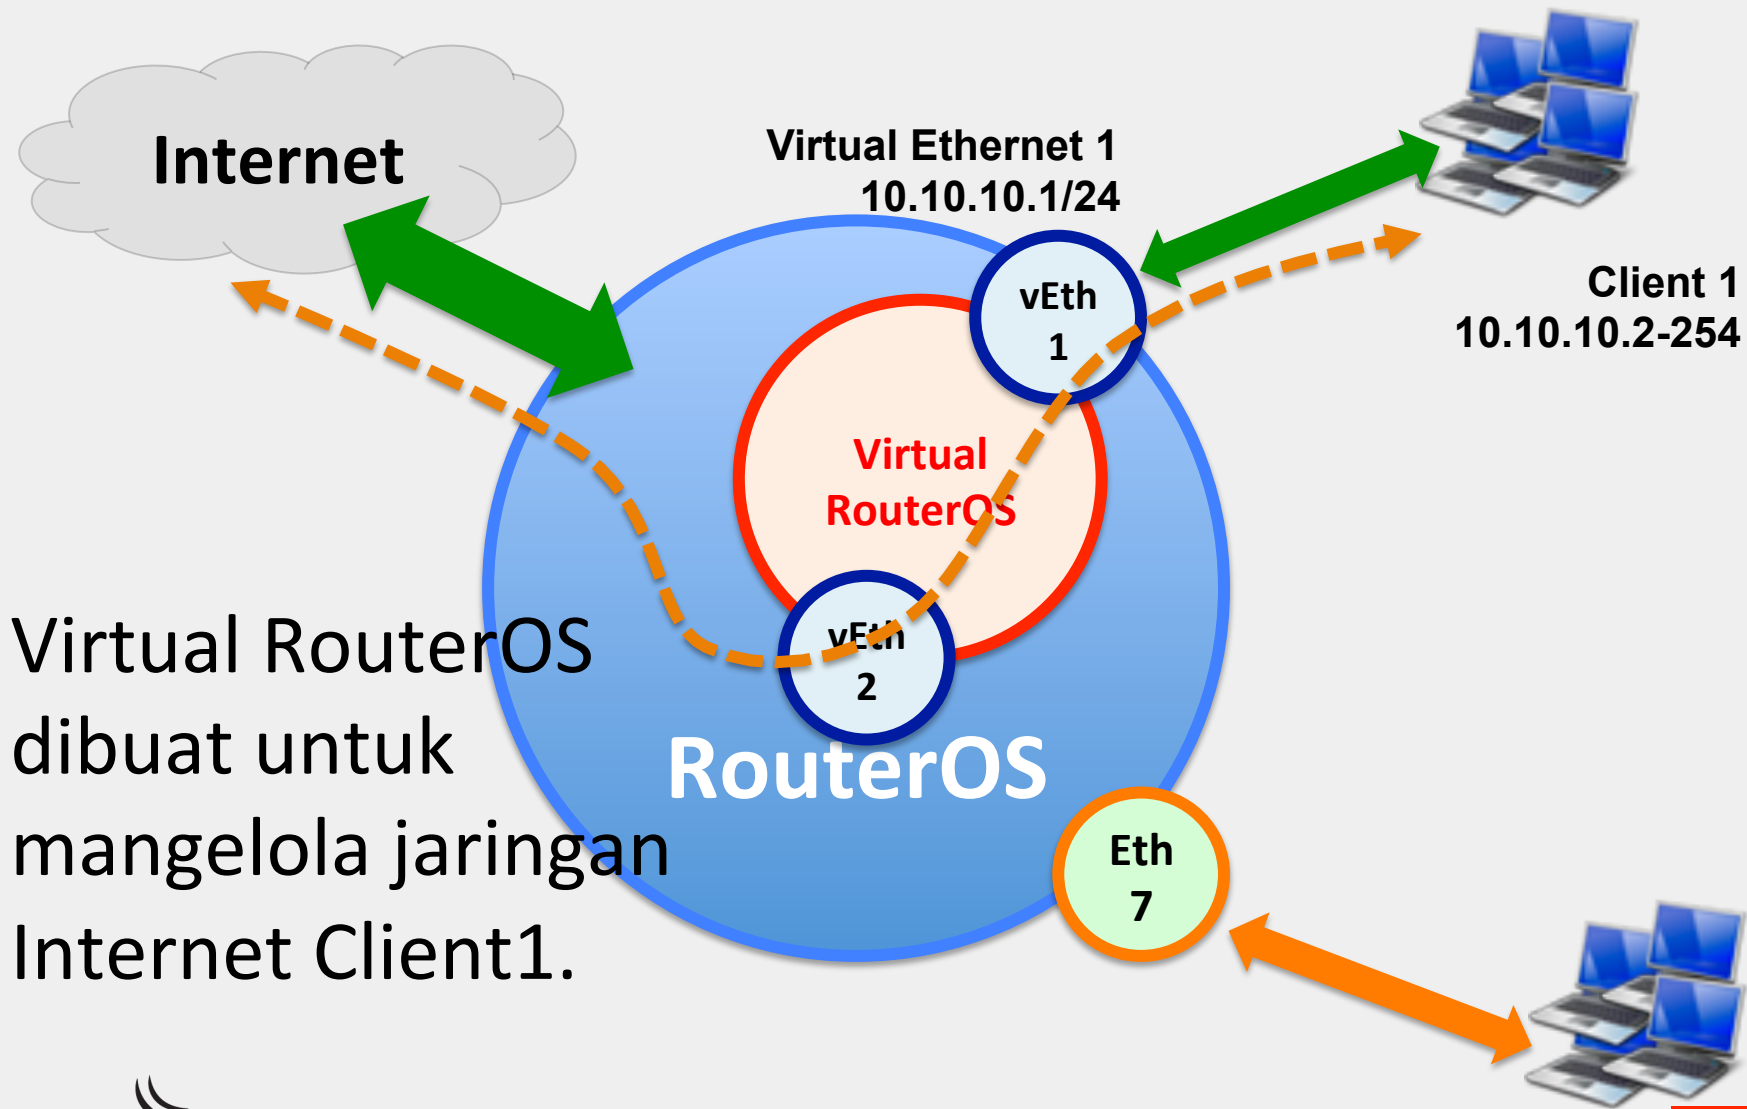 Internet
Virtual Ethernet 1
10.10.10.1/24
vEth
1
Client 1
10.10.10.2-254
Virtual
RouterOS
vEth
2
RouterOS
Virtual RouterOS
dibuat untuk
mangelola jaringan
Internet Client1.
Eth
7